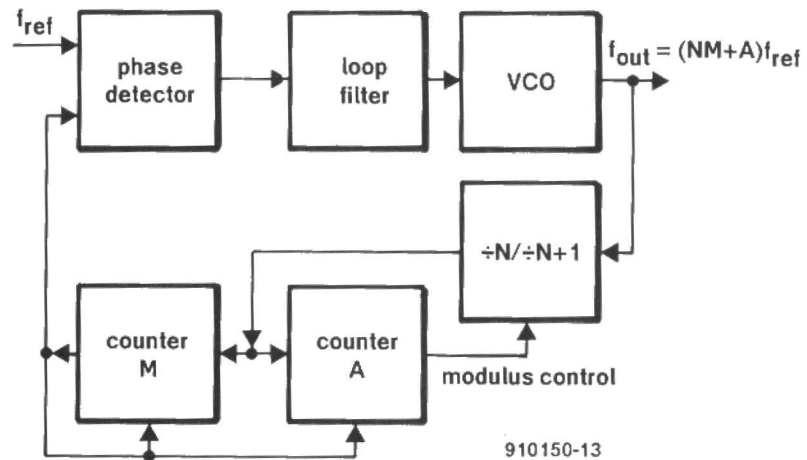 f_ref
phase
detector
loop
filter
VCO
f_out = (NM+A)f_ref
÷N/÷N+1
counter
M
counter
A
modulus control
910150-13